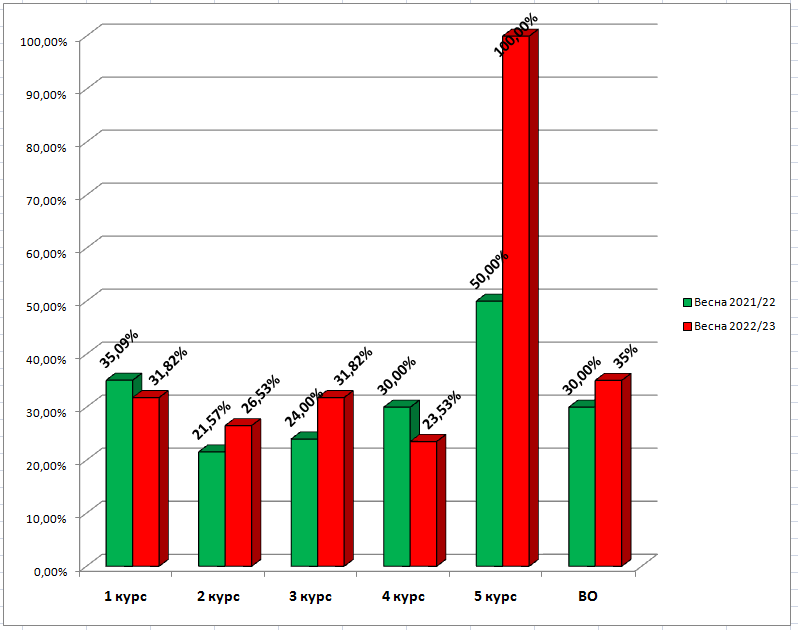 100,00%
90,00%
80,00%
70,00%
60,00%
50,00%
40,00%
30,00%
20,00%
10,00%
0,00%
35,09%
31,82%
21,57%
26,53%
24,00%
31,82%
30,00%
23,53%
50,00%
100,00%
30,00%
35%
1 курс
2 курс
3 курс
4 курс
5 курс
ВО
Весна 2021/22
Весна 2022/23